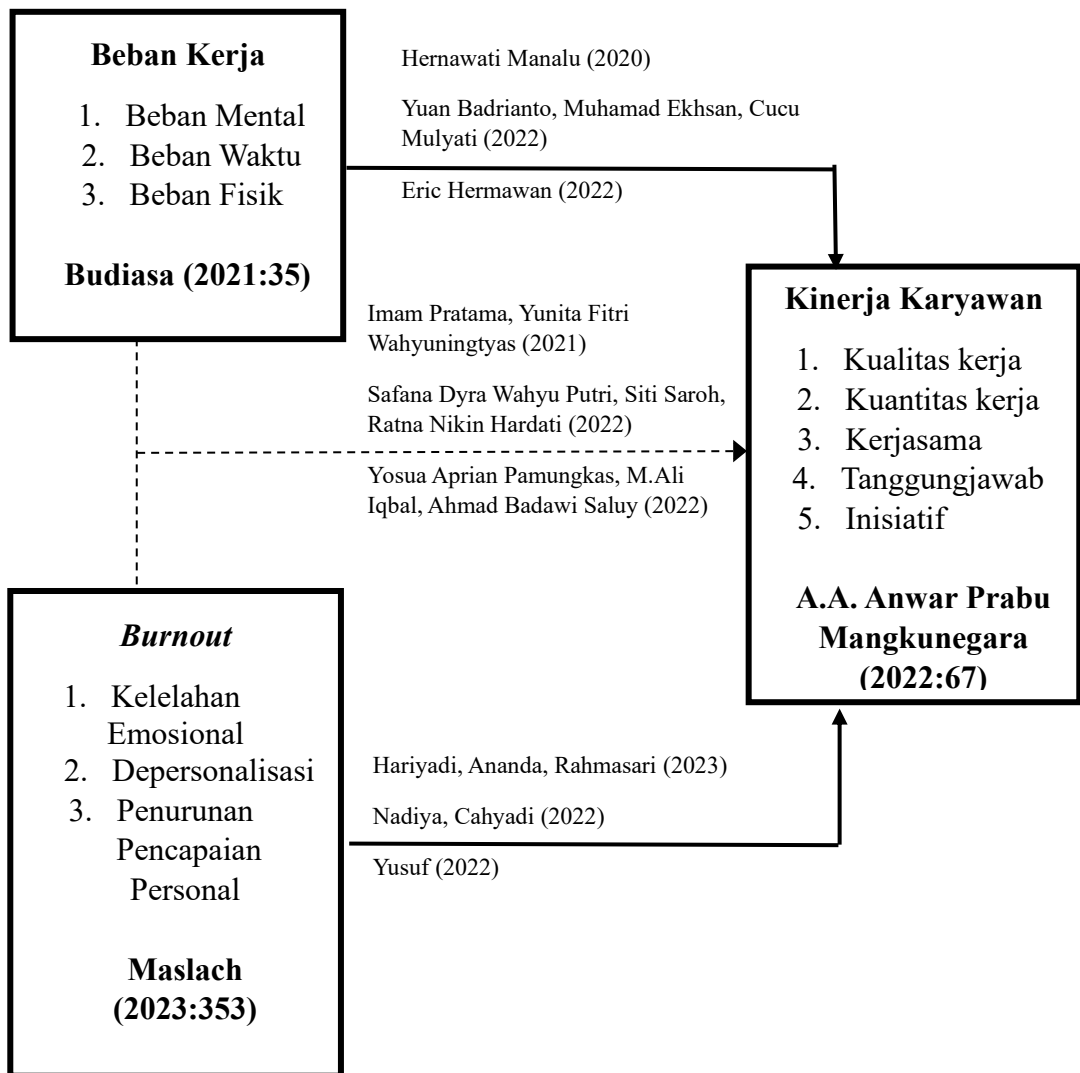 Beban Kerja
1. Beban Mental
2. Beban Waktu
3. Beban Fisik
Budiasa (2021:35)
Hernawati Manalu (2020)
Yuan Badrianto, Muhamad Ekhsan, Cucu
Mulyati (2022)
Eric Hermawan (2022)
Imam Pratama, Yunita Fitri
Wahyuningtyas (2021)
Safana Dyra Wahyu Putri, Siti Saroh,
Ratna Nikin Hardati (2022)
Yosua Aprian Pamungkas, M.Ali
Iqbal, Ahmad Badawi Saluy (2022)
Kinerja Karyawan
1. Kualitas kerja
2. Kuantitas kerja
3. Kerjasama
4. Tanggungjawab
5. Inisiatif
A.A. Anwar Prabu
Mangkunegara
(2022:67)
Burnout
1. Kelelahan
Emosional
2. Depersonalisasi
3. Penurunan
Pencapaian
Personal
Maslach
(2023:353)
Hariyadi, Ananda, Rahmasari (2023)
Nadiya, Cahyadi (2022)
Yusuf (2022)